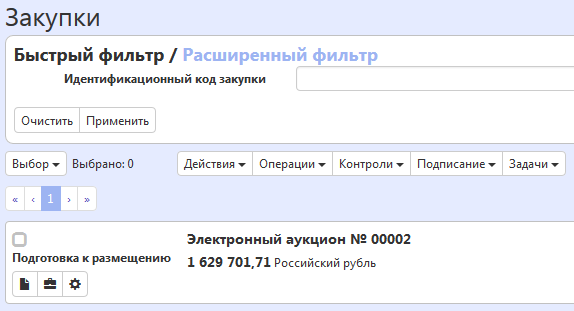 Закупки
Быстрый фильтр / Расширенный фильтр
Идентификационный код закупки
Очистить Применить
Выбор Выбрано: 0 Действия Операции Контроли Подписание Задачи
« ‹ 1 › »
Электронный аукцион № 00002
Подготовка к размещению
1 629 701,71 Российский рубль